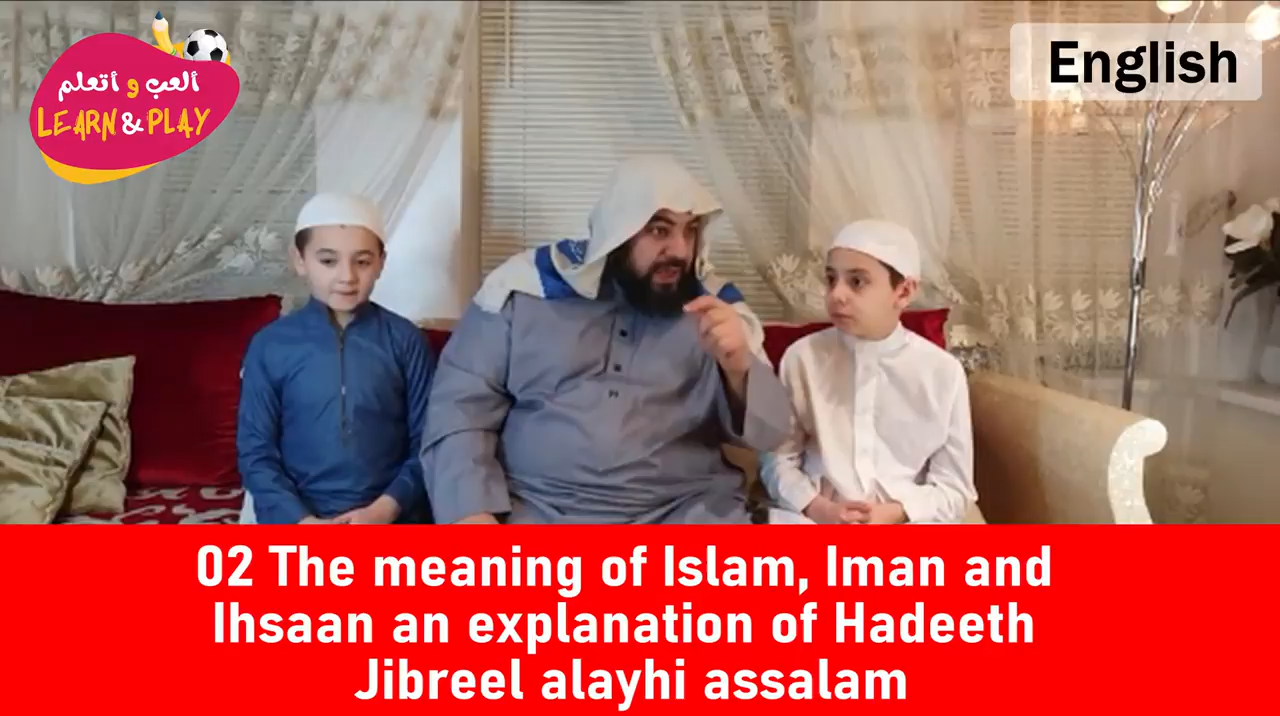 ألعب و أتعلم
LEARN & PLAY
English
02 The meaning of Islam, Iman and
Ihsaan an explanation of Hadeeth
Jibreel alayhi assalam